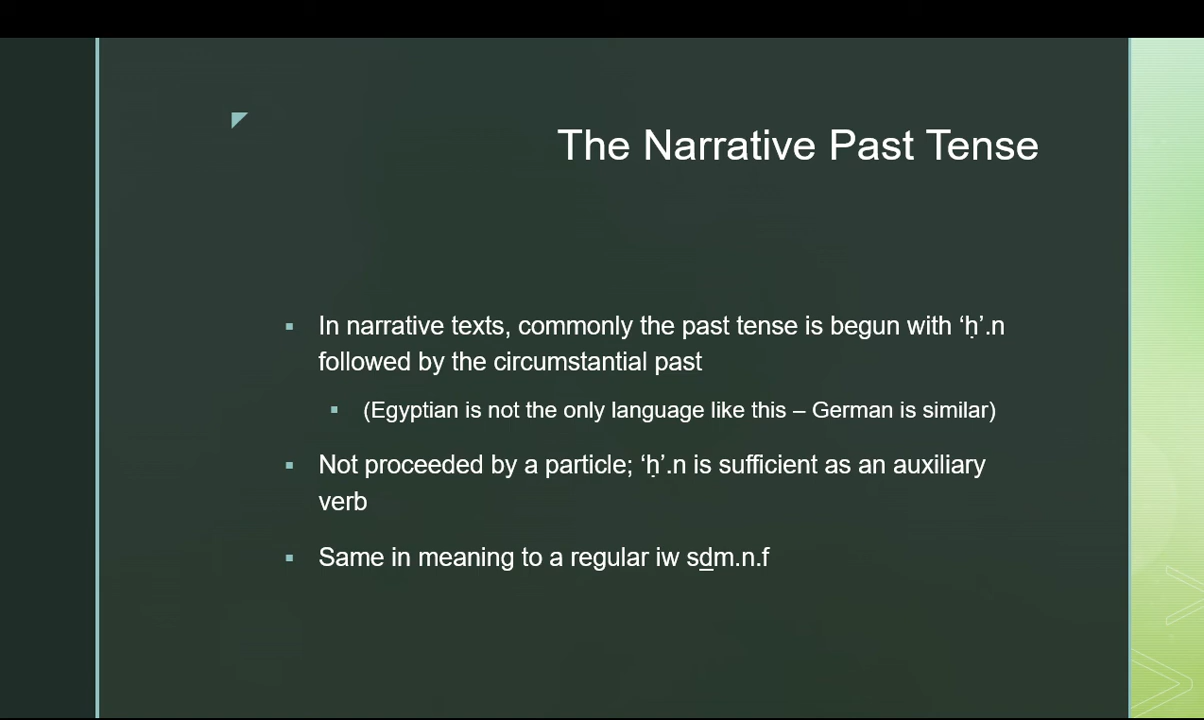 The Narrative Past Tense
▪ In narrative texts, commonly the past tense is begun with ‘ḥ’.n
followed by the circumstantial past
▪ (Egyptian is not the only language like this – German is similar)
▪ Not proceeded by a particle; ‘ḥ’.n is sufficient as an auxiliary
verb
▪ Same in meaning to a regular iw sḏm.n.f